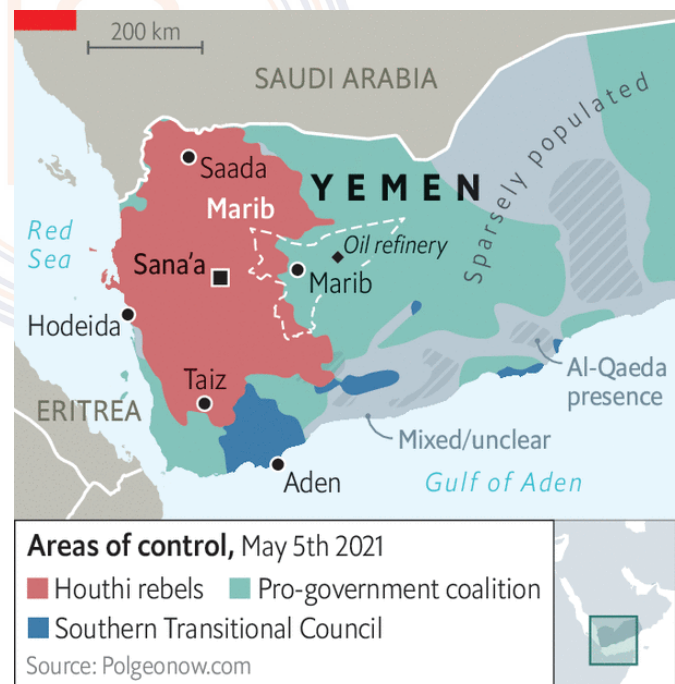 200 km
SAUDI ARABIA
Sparsely populated
Saada
YEMEN
Marib
Red
Sea
Oil refinery
Sana’a
Marib
Hodeida
Al-Qaeda
presence
Taiz
ERITREA
Mixed/unclear
Aden
Gulf of Aden
Areas of control, May 5th 2021
Houthi rebels Pro-government coalition
Southern Transitional Council
Source: Polgeonow.com